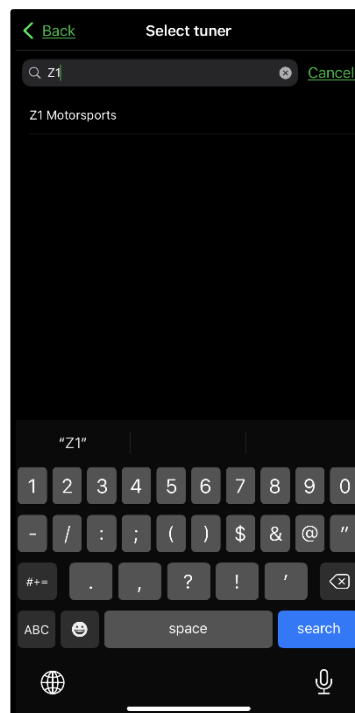 Back Select tuner
Z1 Cancel
Z1 Motorsports
“Z1”
1 2 3 4 5 6 7 8 9 0
- / : ; ( ) $ & @ "
#+= . , ? ! '
ABC space search